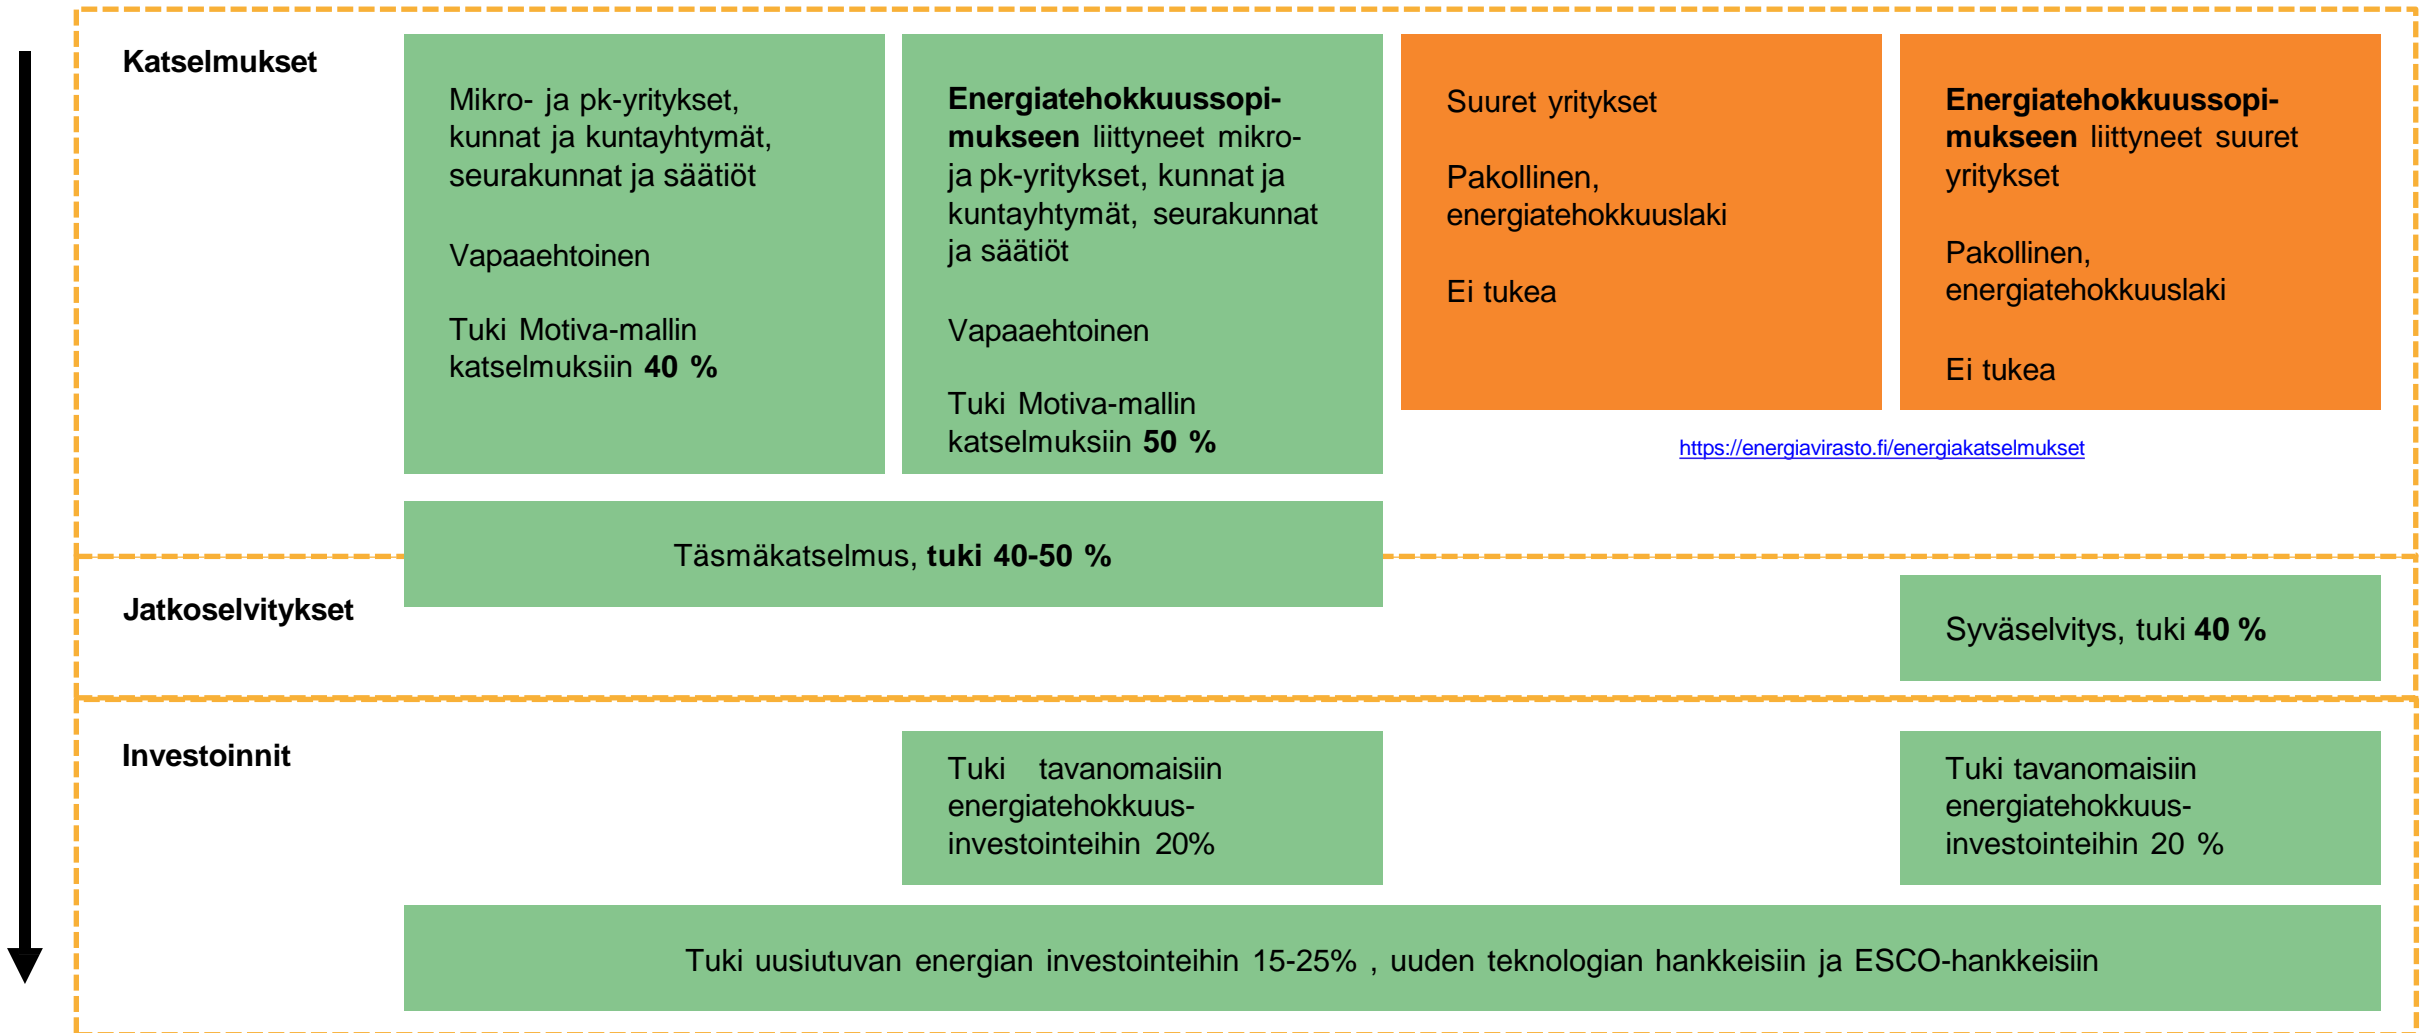 Katselmukset
Mikro- ja pk-yritykset,
kunnat ja kuntayhtymät,
seurakunnat ja säätiöt
Vapaaehtoinen
Tuki Motiva-mallin
katselmuksiin 40 %
Energiatehokkuussopi-
mukseen liittyneet mikro-
ja pk-yritykset, kunnat ja
kuntayhtymät, seurakunnat
ja säätiöt
Vapaaehtoinen
Tuki Motiva-mallin
katselmuksiin 50 %
Suuret yritykset
Pakollinen,
energiatehokkuuslaki
Ei tukea
Energiatehokkuussopi-
mukseen liittyneet suuret
yritykset
Pakollinen,
energiatehokkuuslaki
Ei tukea
https://energiavirasto.fi/energiakatselmukset
Täsmäkatselmus, tuki 40-50 %
Jatkoselvitykset
Syväselvitys, tuki 40 %
Investoinnit
Tuki tavanomaisiin
energiatehokkuus-
investointeihin 20%
Tuki tavanomaisiin
energiatehokkuus-
investointeihin 20 %
Tuki uusiutuvan energian investointeihin 15-25% , uuden teknologian hankkeisiin ja ESCO-hankkeisiin